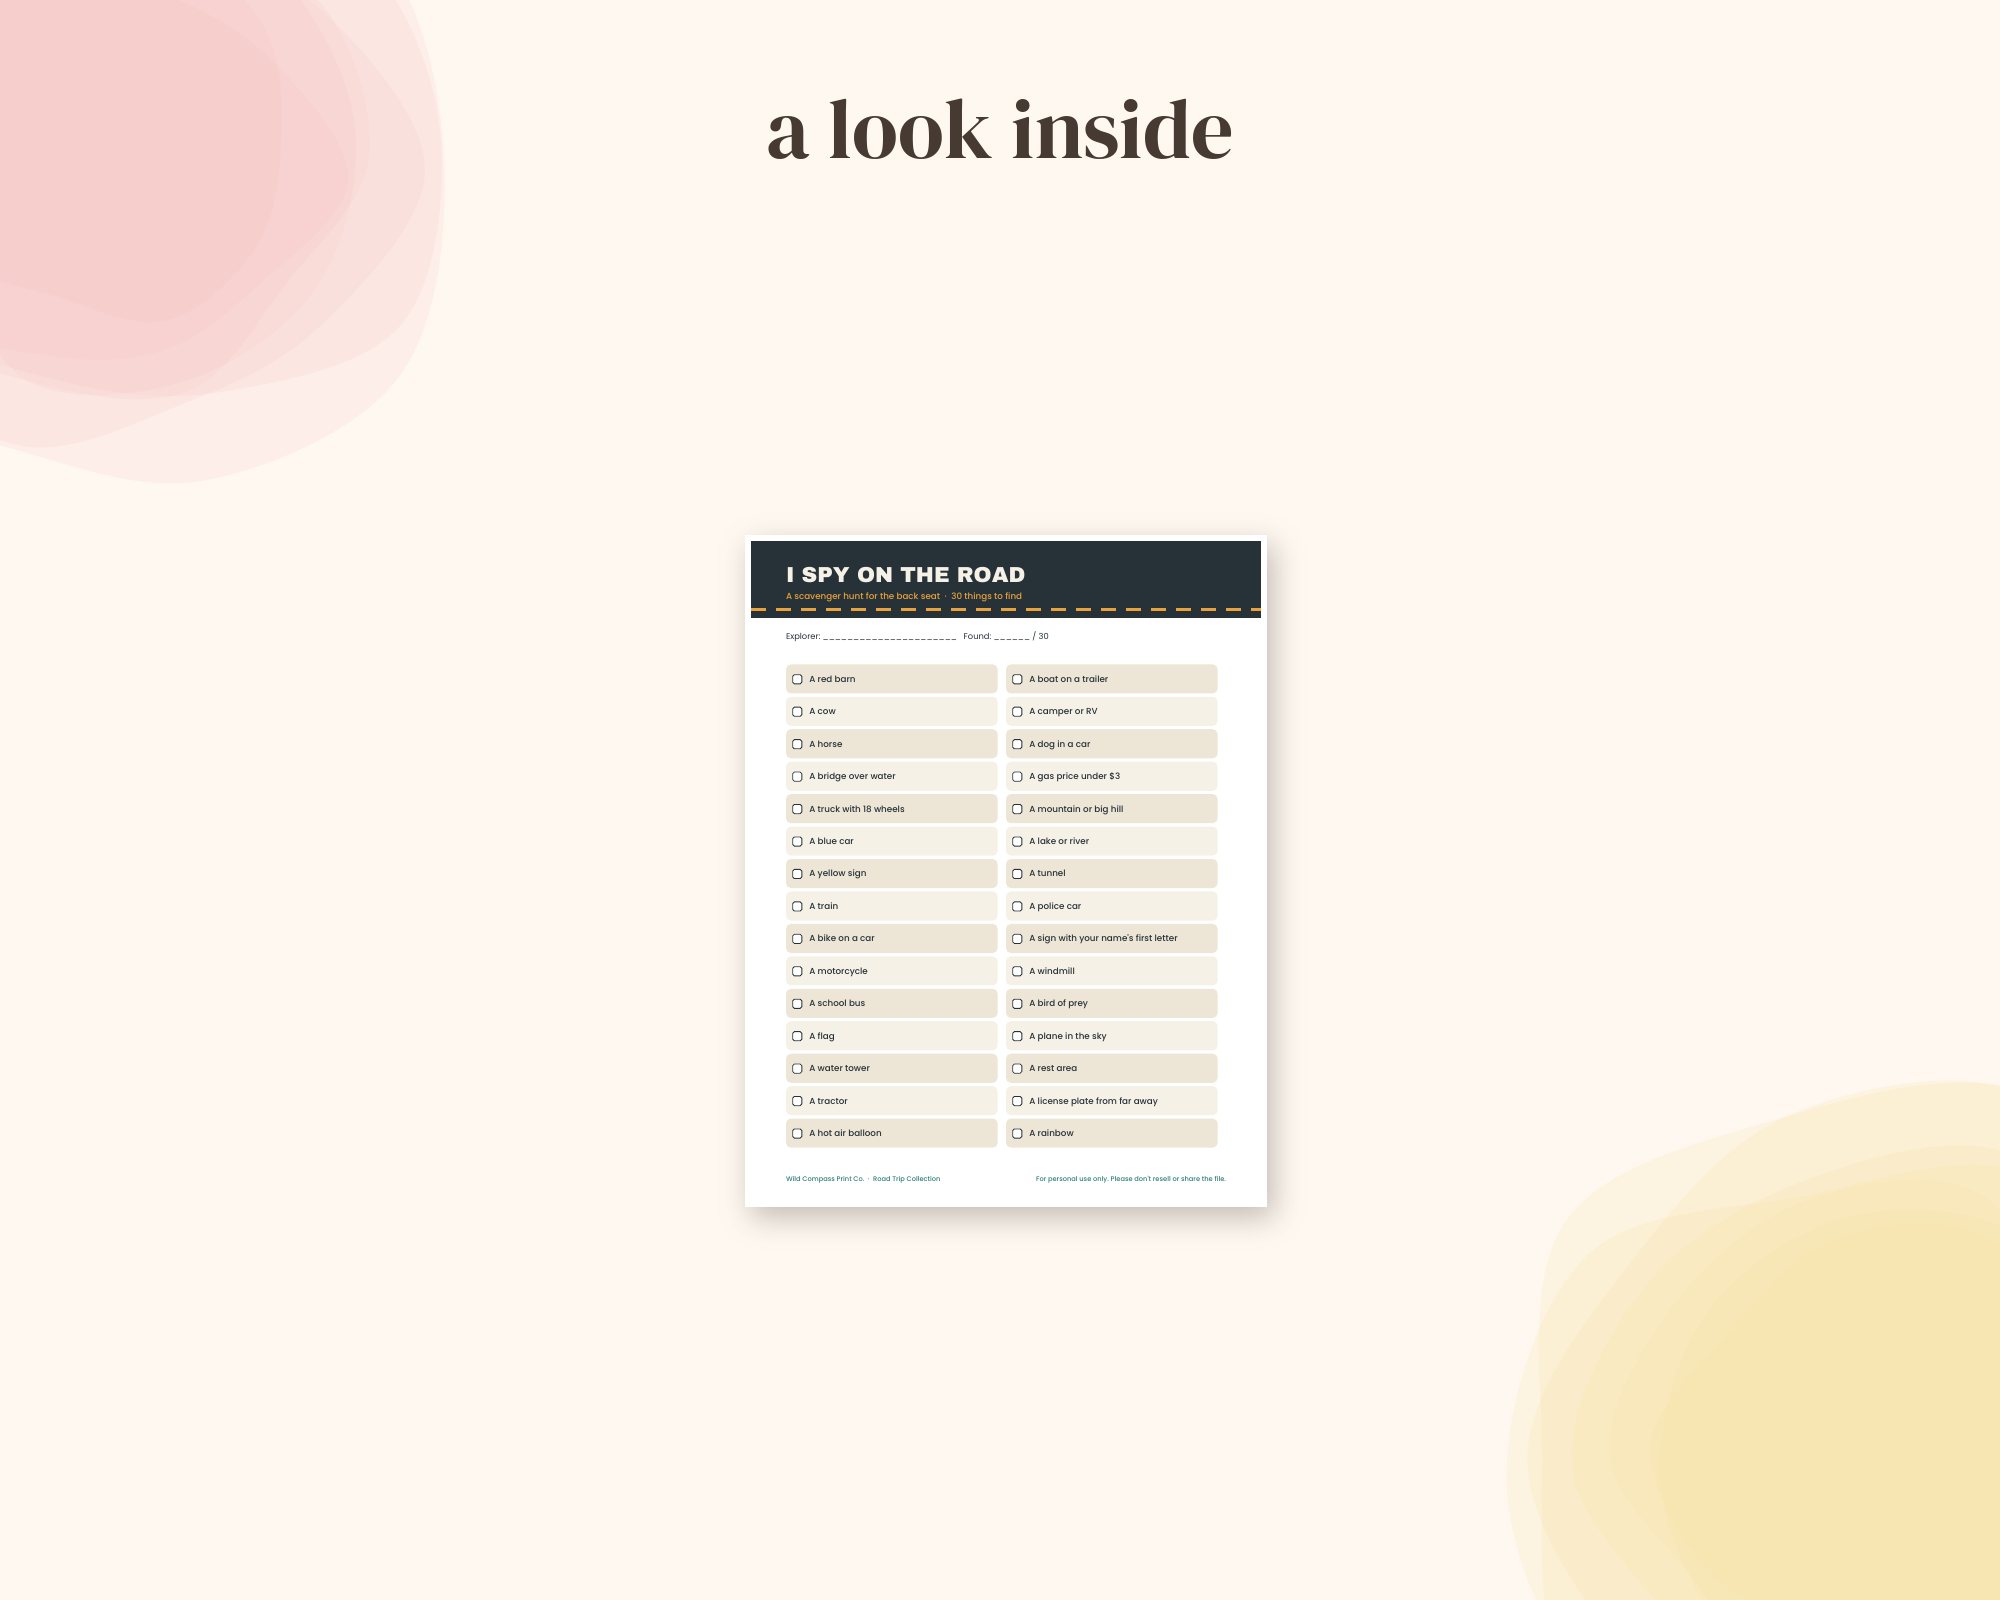 a look inside
I SPY ON THE ROAD
A scavenger hunt for the back seat · 30 things to find
Explorer: ______________________ Found: ______ / 30
A red barn
A cow
A horse
A bridge over water
A truck with 18 wheels
A blue car
A yellow sign
A train
A bike on a car
A motorcycle
A school bus
A flag
A water tower
A tractor
A hot air balloon
A boat on a trailer
A camper or RV
A dog in a car
A gas price under $3
A mountain or big hill
A lake or river
A tunnel
A police car
A sign with your name's first letter
A windmill
A bird of prey
A plane in the sky
A rest area
A license plate from far away
A rainbow
Wild Compass Print Co. · Road Trip Collection
For personal use only. Please don't resell or share the file.